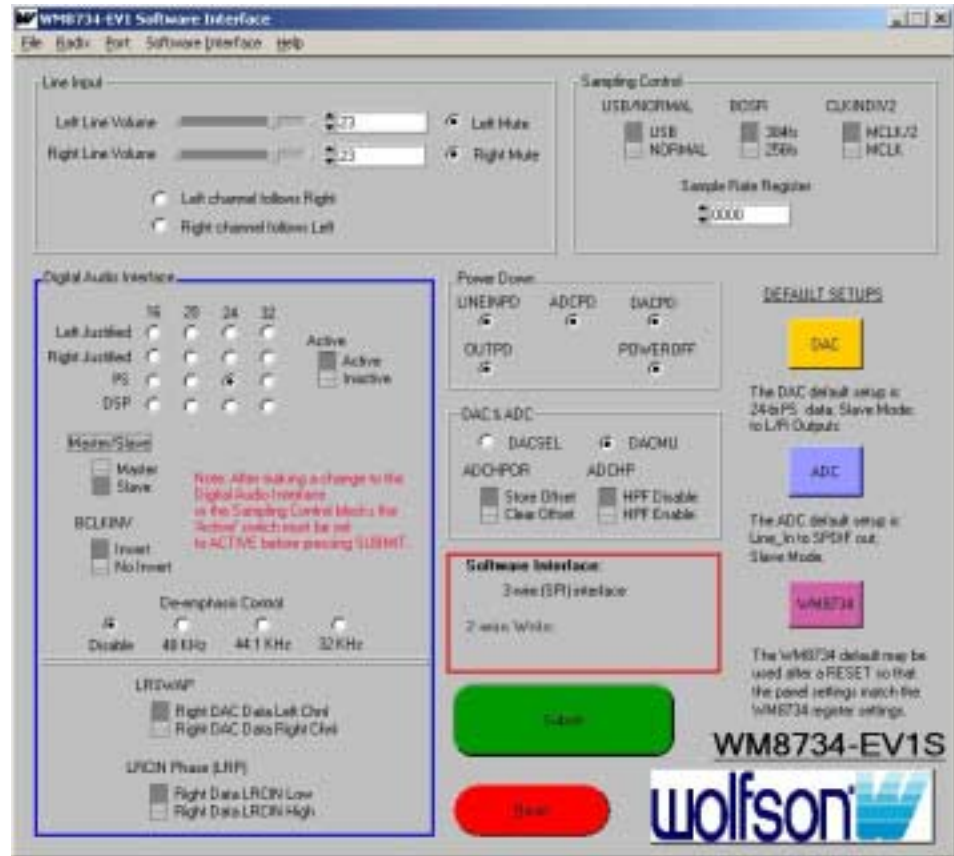 WM8734-EV1 Software Interface
File Radix Port Software Interface Help
Line Input
Left Line Volume 23 Left Mute
Right Line Volume 23 Right Mute
Left channel follows Right
Right channel follows Left
Sampling Control
USB/NORMAL BOSR CLKINDIV2
USB 384fs MCLK/2
NORMAL 256fs MCLK
Sample Rate Register
0000
Digital Audio Interface
16 20 24 32
Left Justified
Right Justified
I²S
DSP
Active
Active
Inactive
Master/Slave
Master
Slave
Note: After making a change to the
Digital Audio Interface
or the Sampling Control blocks the
'Active' switch must be set
to ACTIVE before pressing SUBMIT.
BCLKINV
Invert
No Invert
De-emphasis Control
Disable 48 KHz 44.1 KHz 32 KHz
LRSWAP
Right DAC Data Left Chnl
Right DAC Data Right Chnl
LRCIN Phase (LRP)
Right Data LRCIN Low
Right Data LRCIN High
Power Down
LINEINPD ADCPD DACPD
OUTPD POWEROFF
DAC & ADC
DACSEL DACMU
ADCHPOR ADCHP
Store Offset HPF Disable
Clear Offset HPF Enable
Software Interface:
3-wire (SPI) interface
2-wire Write:
Submit
Reset
DEFAULT SETUPS
DAC
The DAC default setup is:
24-bit I²S data. Slave Mode:
to L/R Outputs
ADC
The ADC default setup is:
Line_In to SPDIF out.
Slave Mode.
WM8734
The WM8734 default may be
used after a RESET so that
the panel settings match the
WM8734 register settings.
WM8734-EV1S
wolfson